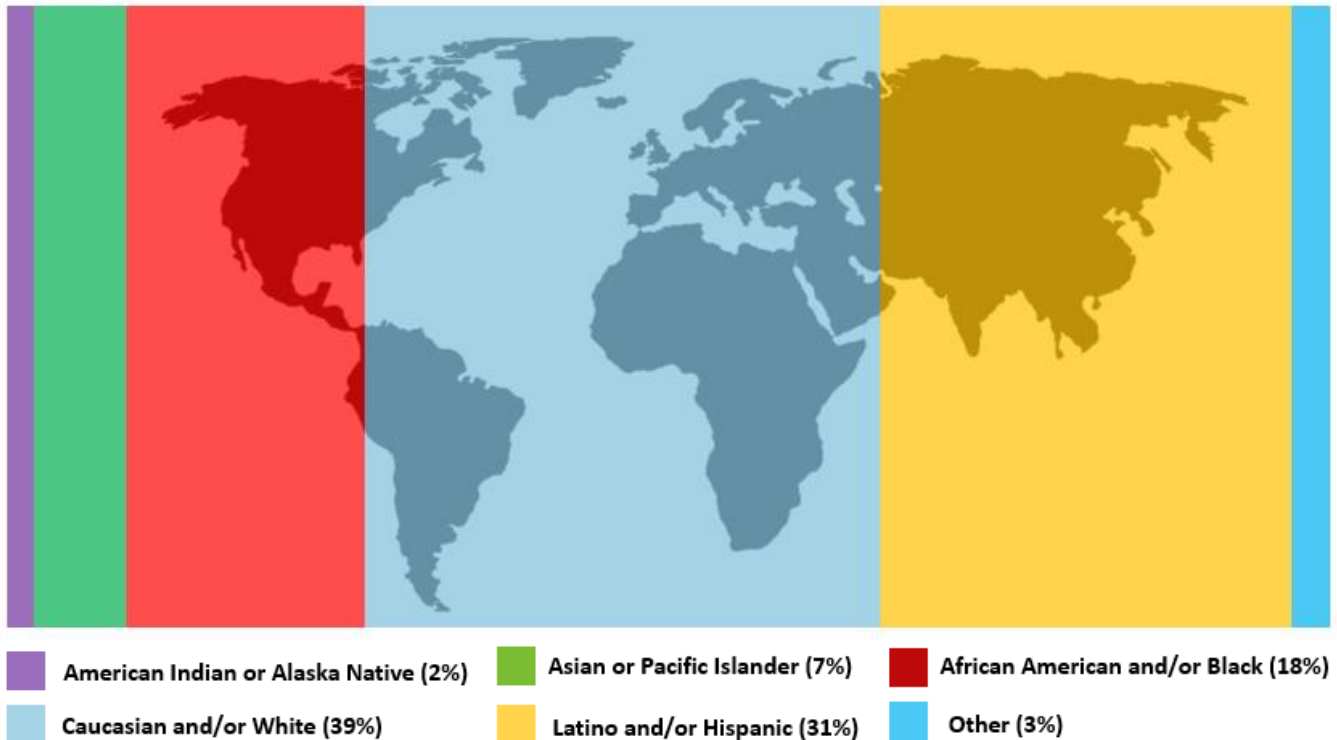 American Indian or Alaska Native (2%)
Asian or Pacific Islander (7%)
African American and/or Black (18%)
Caucasian and/or White (39%)
Latino and/or Hispanic (31%)
Other (3%)